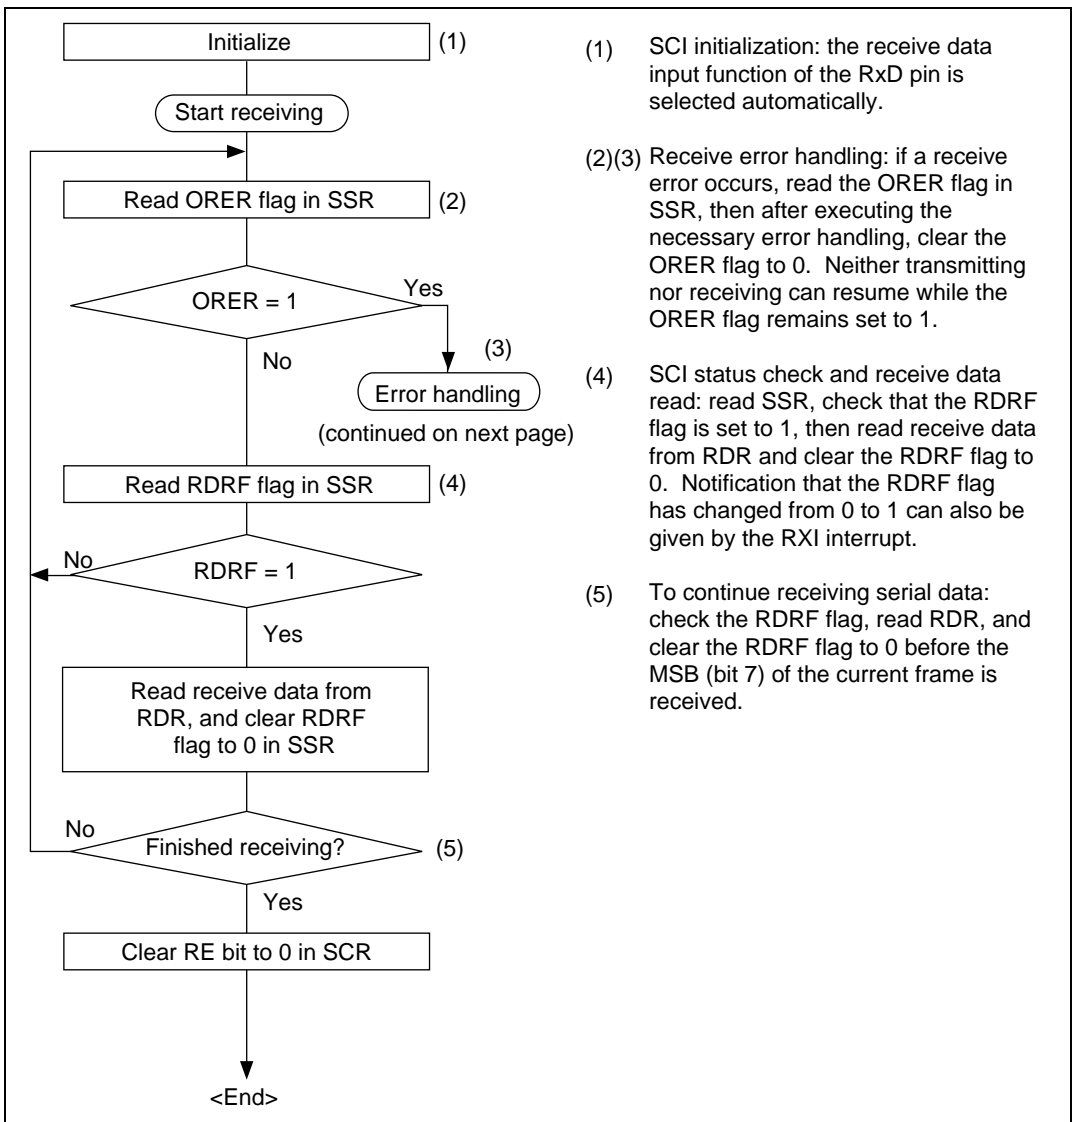 Initialize
(1)
Start receiving
Read ORER flag in SSR
(2)
ORER = 1
Yes
No
(3)
Error handling
(continued on next page)
Read RDRF flag in SSR
(4)
No
RDRF = 1
Yes
Read receive data from
RDR, and clear RDRF
flag to 0 in SSR
No
Finished receiving?
(5)
Yes
Clear RE bit to 0 in SCR
<End>
(1) SCI initialization: the receive data
input function of the RxD pin is
selected automatically.
(2)(3) Receive error handling: if a receive
error occurs, read the ORER flag in
SSR, then after executing the
necessary error handling, clear the
ORER flag to 0. Neither transmitting
nor receiving can resume while the
ORER flag remains set to 1.
(4) SCI status check and receive data
read: read SSR, check that the RDRF
flag is set to 1, then read receive data
from RDR and clear the RDRF flag to
0. Notification that the RDRF flag
has changed from 0 to 1 can also be
given by the RXI interrupt.
(5) To continue receiving serial data:
check the RDRF flag, read RDR, and
clear the RDRF flag to 0 before the
MSB (bit 7) of the current frame is
received.